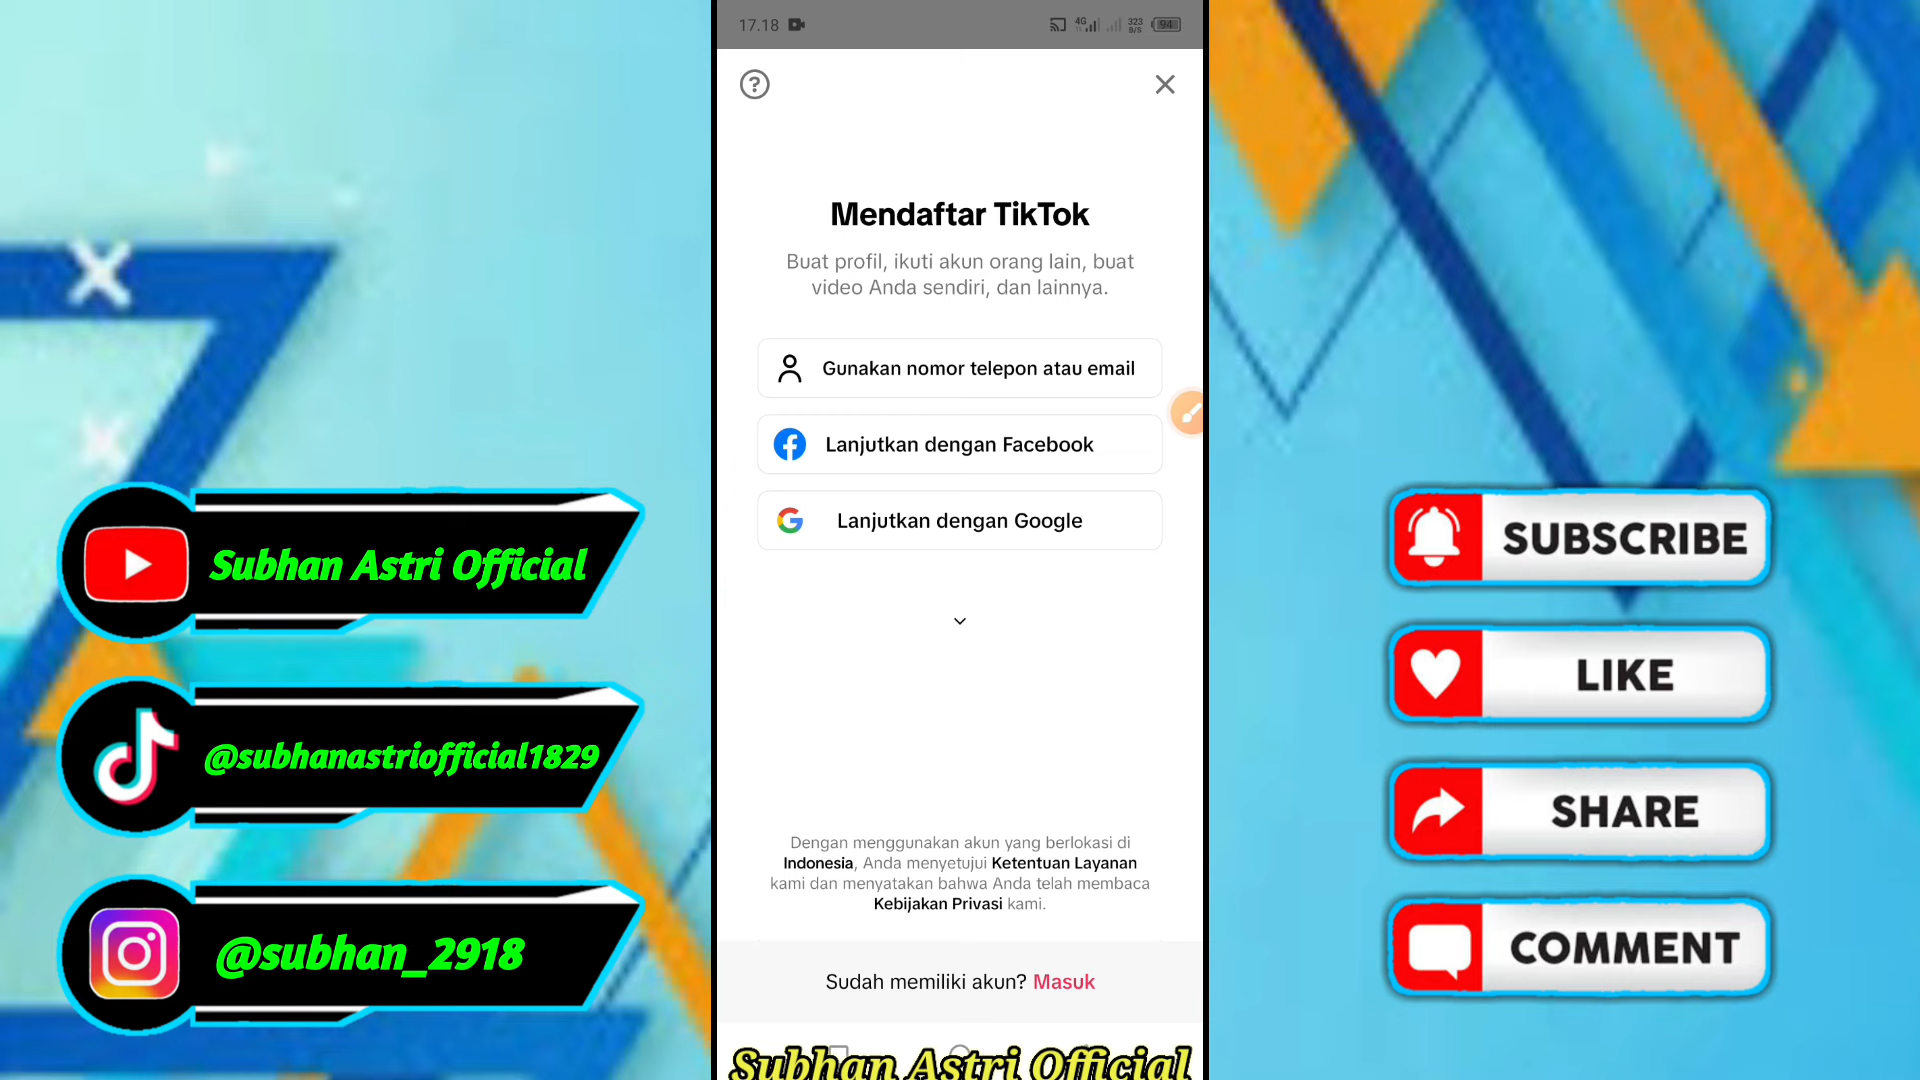 17.18
4G
323
B/S
94
?
Mendaftar TikTok
Buat profil, ikuti akun orang lain, buat
video Anda sendiri, dan lainnya.
Gunakan nomor telepon atau email
Lanjutkan dengan Facebook
Lanjutkan dengan Google
Dengan menggunakan akun yang berlokasi di
Indonesia, Anda menyetujui Ketentuan Layanan
kami dan menyatakan bahwa Anda telah membaca
Kebijakan Privasi kami.
Sudah memiliki akun? Masuk
Subhan Astri Official
Subhan Astri Official
@subhanastriofficial1829
@subhan_2918
SUBSCRIBE
LIKE
SHARE
COMMENT